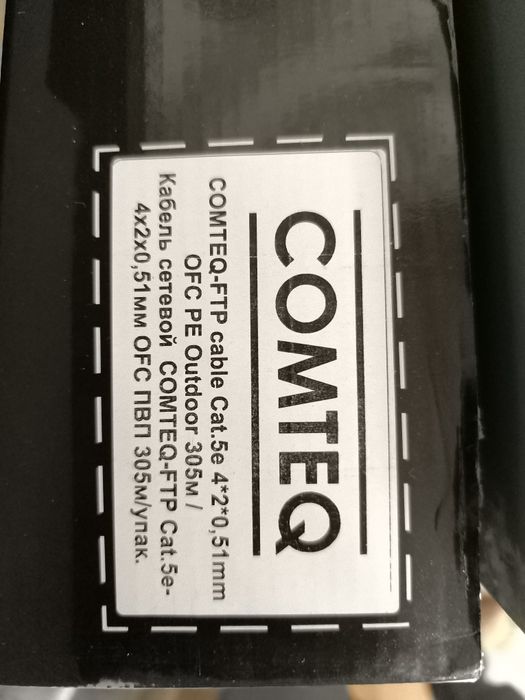 COMTEQ
COMTEQ-FTP cable Cat.5e 4*2*0,51mm
OFC PE Outdoor 305м /
Кабель сетевой COMTEQ-FTP Cat.5e-
4x2x0,51мм OFC ПВП 305м/упак.